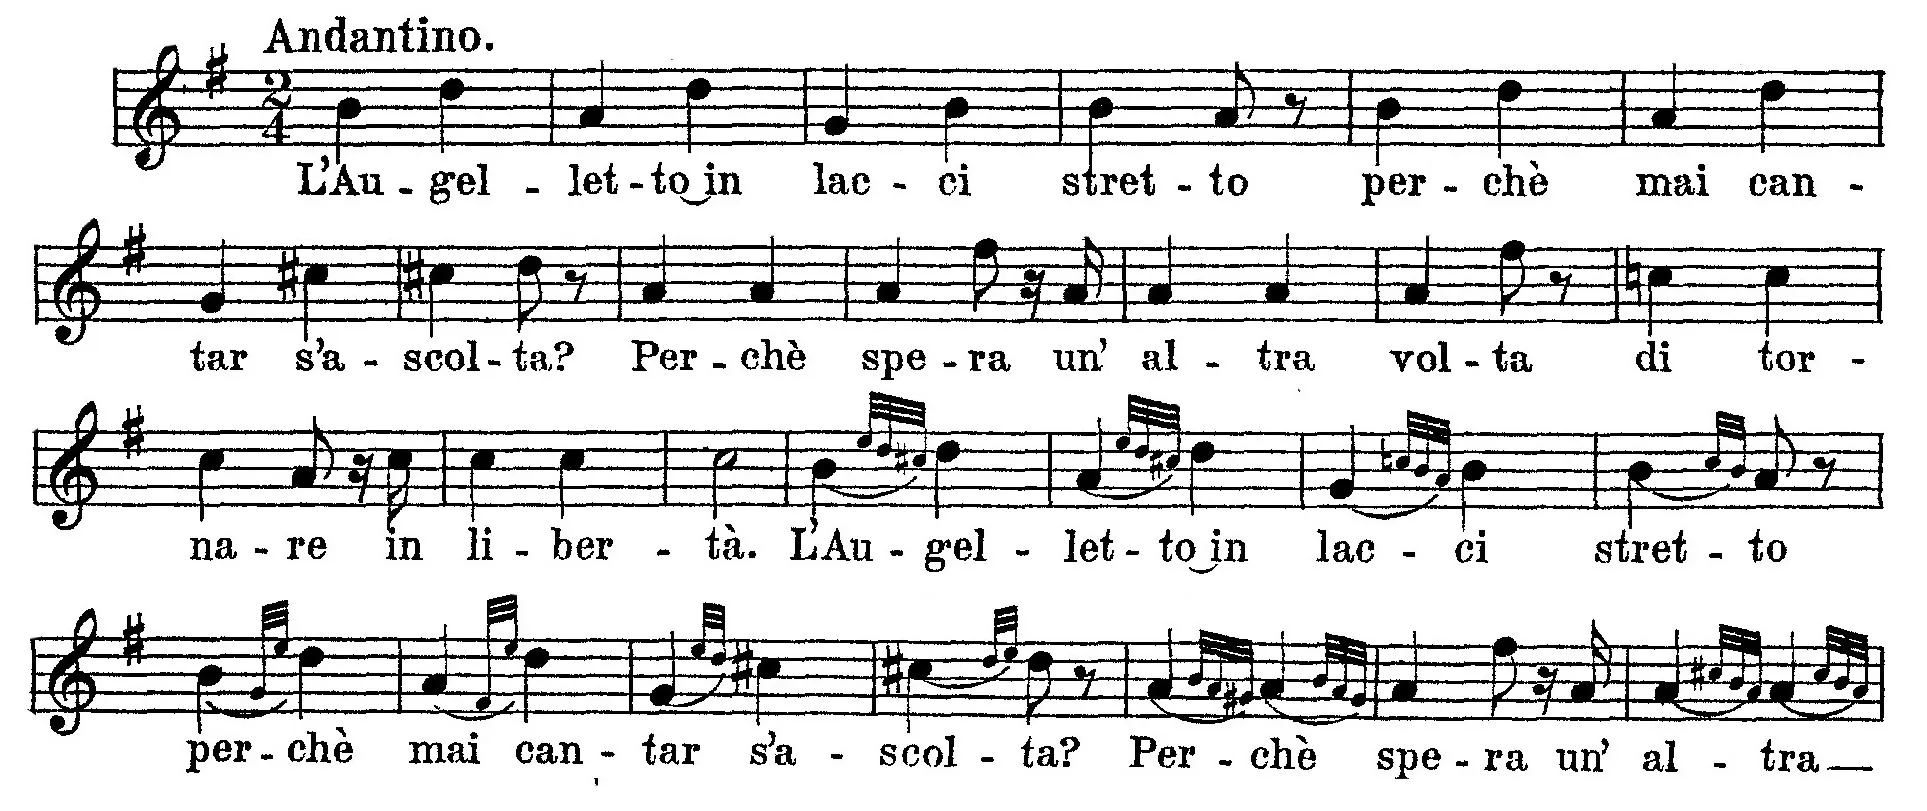 Andantino.
2
4
L'Au - gel - let - to in lac - ci stret - to per - chè mai can -
tar s'a - scol - ta? Per - chè spe - ra un' al - tra vol - ta di tor -
na - re in li - ber - tà. L'Au - gel - let - to in lac - ci stret - to
per - chè mai can - tar s'a - scol - ta? Per - chè spe - ra un' al - tra